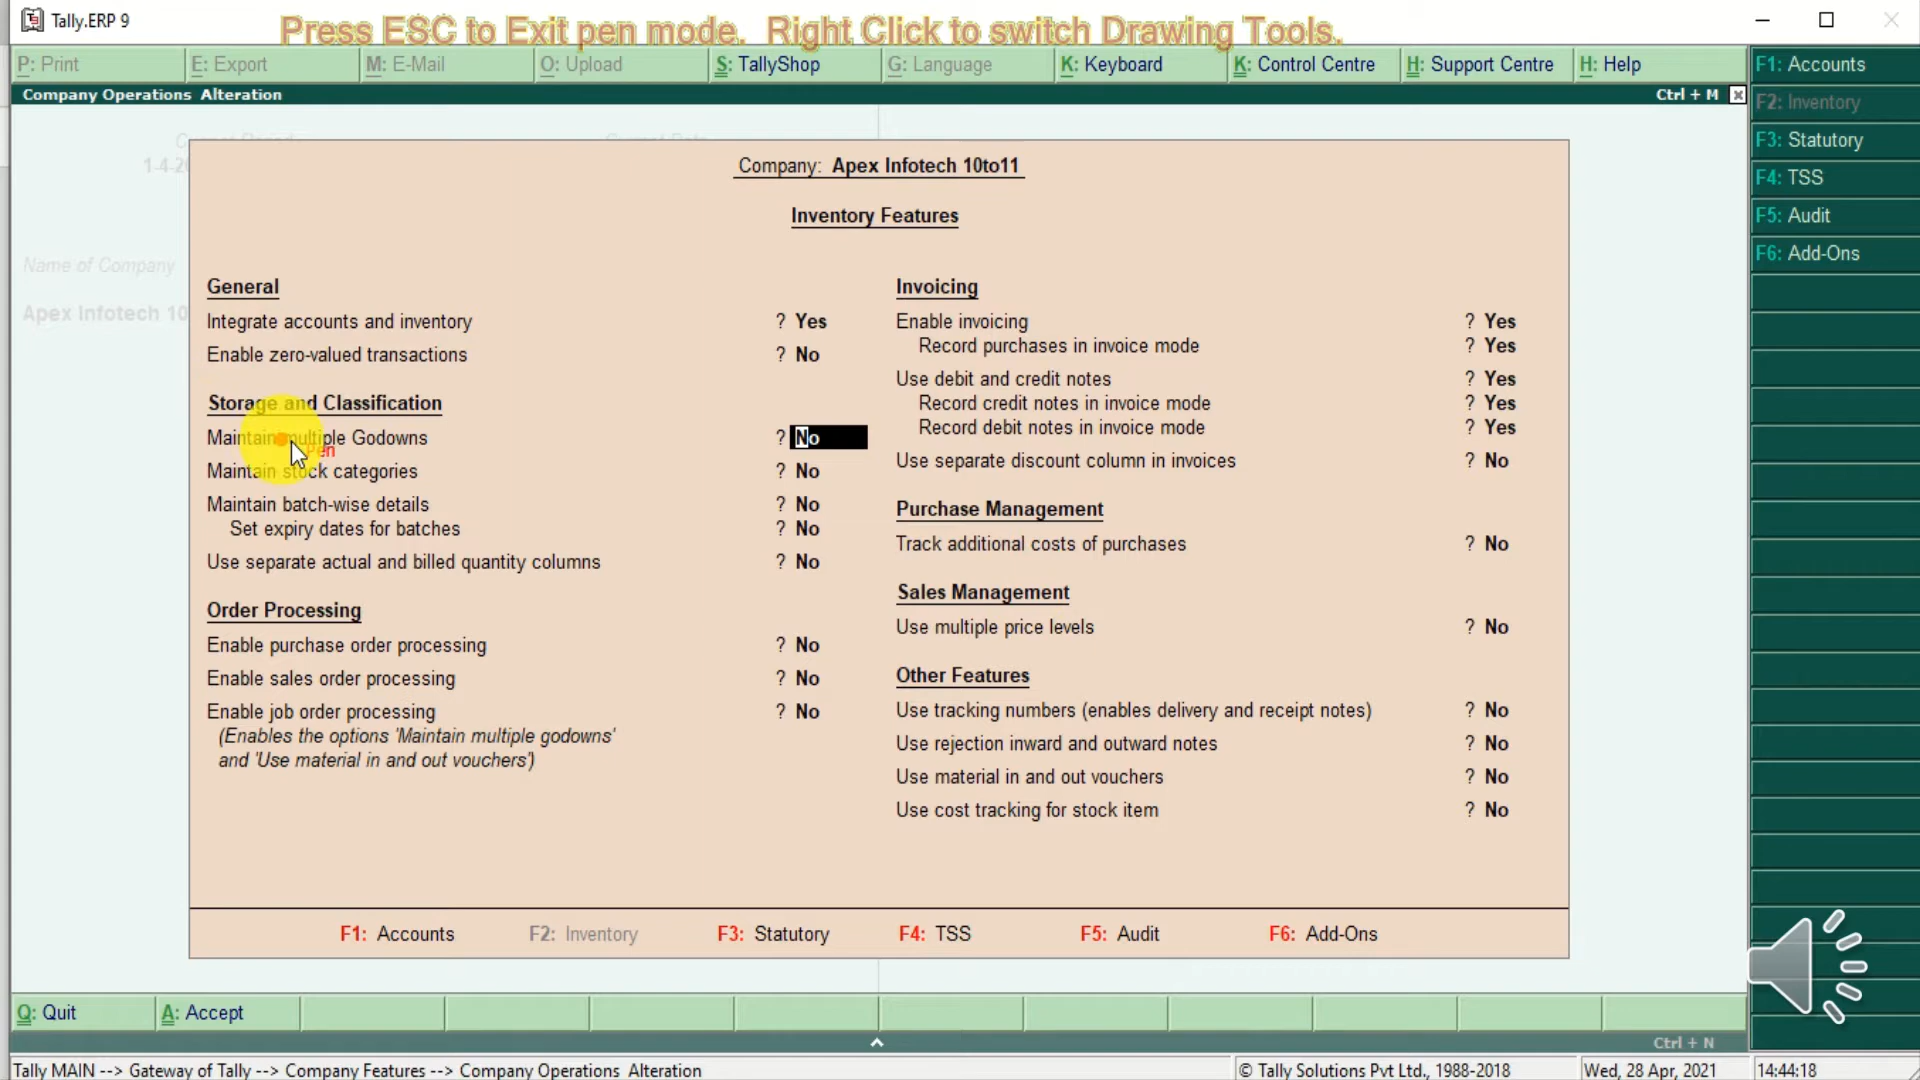 Tally.ERP 9
Press ESC to Exit pen mode. Right Click to switch Drawing Tools.
P: Print E: Export M: E-Mail O: Upload S: TallyShop G: Language K: Keyboard K: Control Centre H: Support Centre H: Help
Company Operations Alteration Ctrl + M
Current Period Current Date
1-4-20
Name of Company
Apex Infotech 10
Company: Apex Infotech 10to11
Inventory Features
General
Integrate accounts and inventory ? Yes
Enable zero-valued transactions ? No
Storage and Classification
Maintain multiple Godowns ? No
Pen
Maintain stock categories ? No
Maintain batch-wise details ? No
Set expiry dates for batches ? No
Use separate actual and billed quantity columns ? No
Order Processing
Enable purchase order processing ? No
Enable sales order processing ? No
Enable job order processing ? No
(Enables the options 'Maintain multiple godowns'
and 'Use material in and out vouchers')
Invoicing
Enable invoicing ? Yes
Record purchases in invoice mode ? Yes
Use debit and credit notes ? Yes
Record credit notes in invoice mode ? Yes
Record debit notes in invoice mode ? Yes
Use separate discount column in invoices ? No
Purchase Management
Track additional costs of purchases ? No
Sales Management
Use multiple price levels ? No
Other Features
Use tracking numbers (enables delivery and receipt notes) ? No
Use rejection inward and outward notes ? No
Use material in and out vouchers ? No
Use cost tracking for stock item ? No
F1: Accounts F2: Inventory F3: Statutory F4: TSS F5: Audit F6: Add-Ons
F1: Accounts
F2: Inventory
F3: Statutory
F4: TSS
F5: Audit
F6: Add-Ons
Q: Quit A: Accept
Ctrl + N
Tally MAIN --> Gateway of Tally --> Company Features --> Company Operations Alteration © Tally Solutions Pvt Ltd., 1988-2018 Wed, 28 Apr, 2021 14:44:18